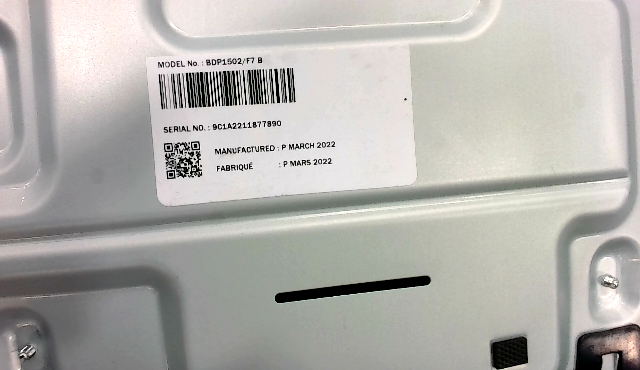 MODEL No. : BDP1502/F7 B
SERIAL NO. : 9C1A2211877890
MANUFACTURED : P MARCH 2022
FABRIQUÉ : P MARS 2022